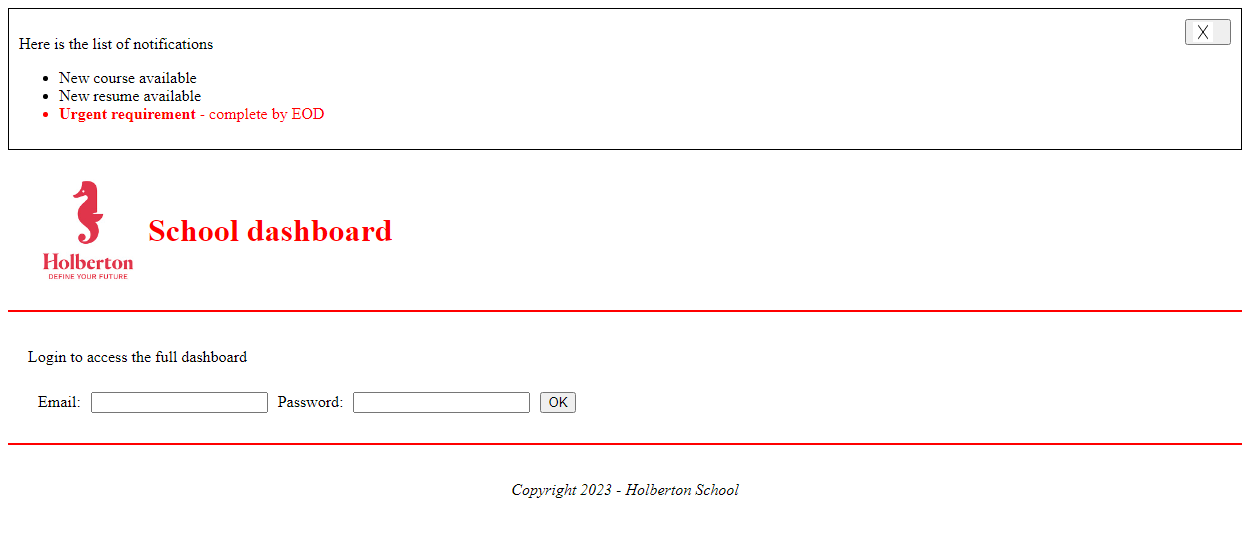 Here is the list of notifications
X
New course available
New resume available
Urgent requirement - complete by EOD
Holberton
DEFINE YOUR FUTURE
School dashboard
Login to access the full dashboard
Email: Password: OK
Copyright 2023 - Holberton School